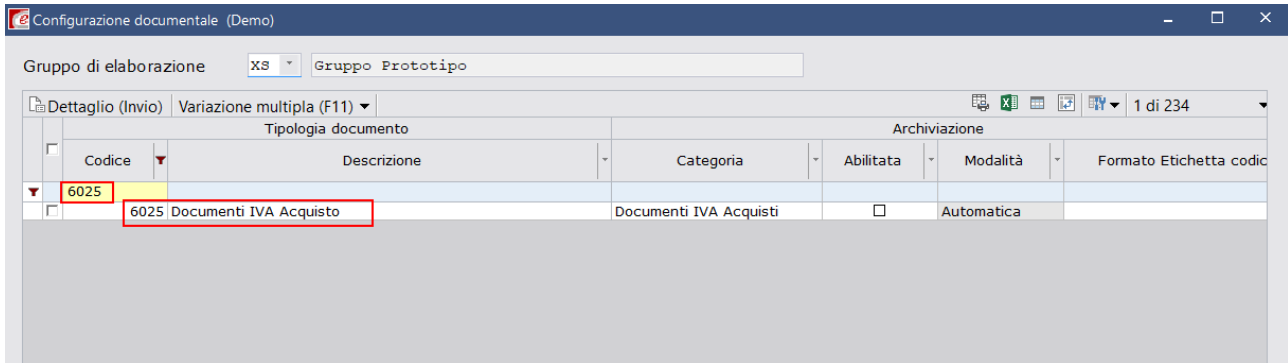 Configurazione documentale (Demo)
Gruppo di elaborazione XS Gruppo Prototipo
Dettaglio (Invio) Variazione multipla (F11) 1 di 234
Tipologia documento Archiviazione
Codice Descrizione Categoria Abilitata Modalità Formato Etichetta codic
6025
6025 Documenti IVA Acquisto Documenti IVA Acquisti Automatica